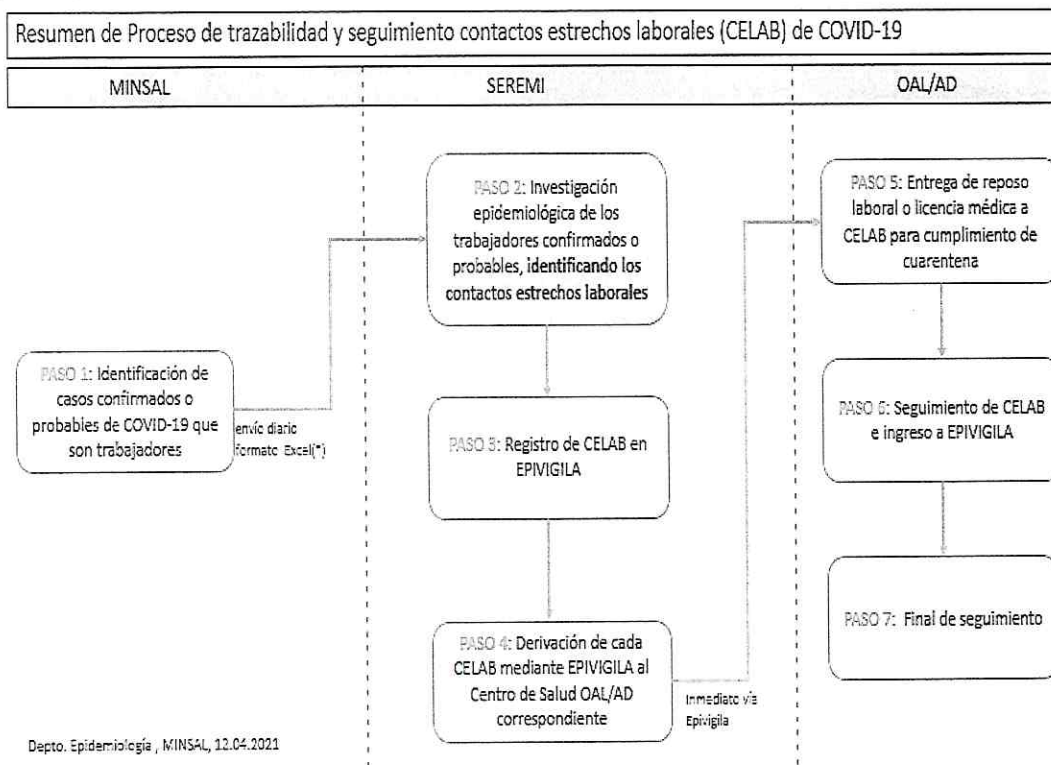 Resumen de Proceso de trazabilidad y seguimiento contactos estrechos laborales (CELAB) de COVID-19
MINSAL
SEREMI
OAL/AD
PASO 1: Identificación de
casos confirmados o
probables de COVID-19 que
son trabajadores
envío diario
formato Excel(*)
PASO 2: Investigación
epidemiológica de los
trabajadores confirmados o
probables, identificando los
contactos estrechos laborales
PASO 3: Registro de CELAB en
EPIVIGILA
PASO 4: Derivación de cada
CELAB mediante EPIVIGILA al
Centro de Salud OAL/AD
correspondiente
Inmediato vía
Epivigila
PASO 5: Entrega de reposo
laboral o licencia médica a
CELAB para cumplimiento de
cuarentena
PASO 6: Seguimiento de CELAB
e ingreso a EPIVIGILA
PASO 7: Final de seguimiento
Depto. Epidemiología , MINSAL, 12.04.2021